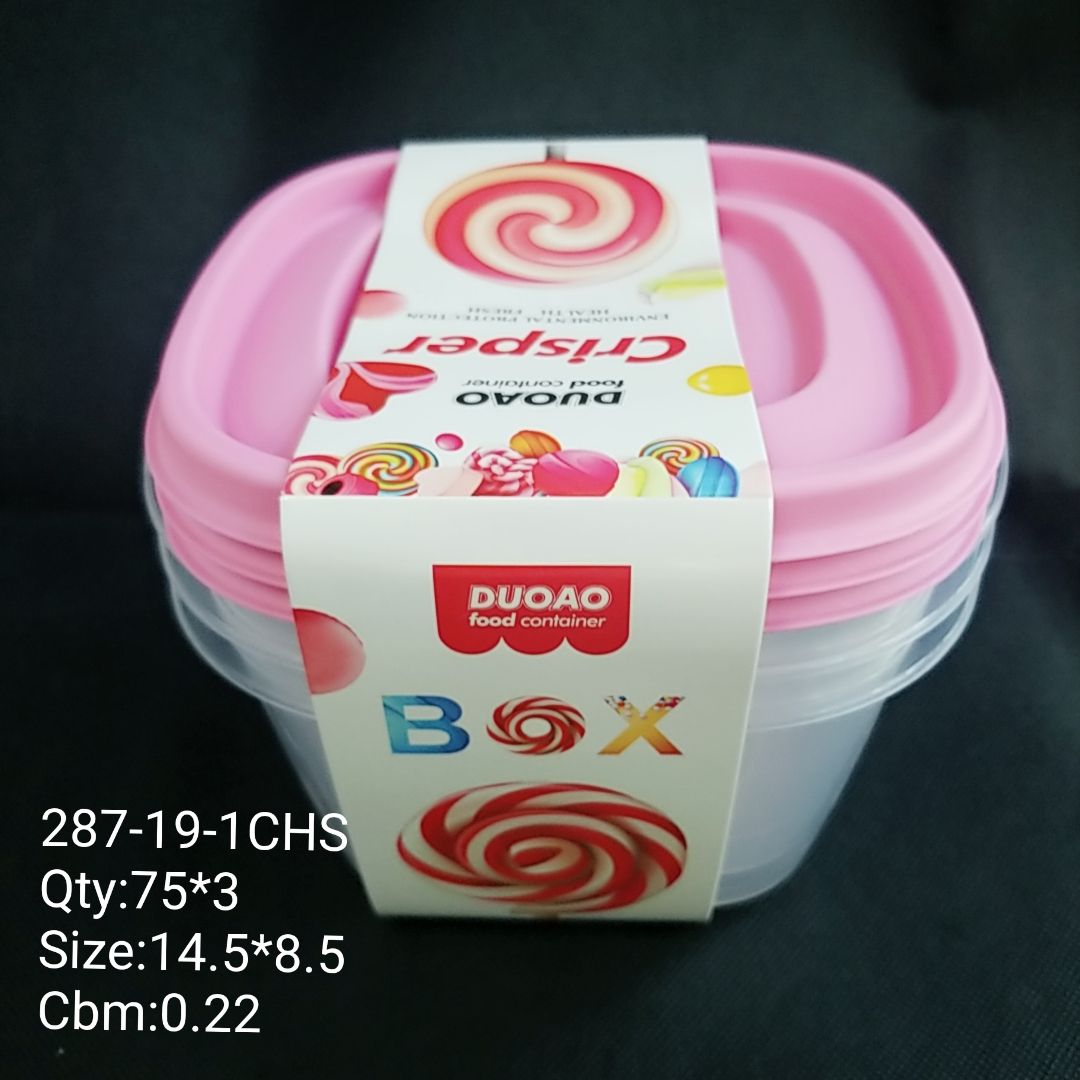 ENVIRONMENTAL PROTECTION
HEALTH FRESH
Crisper
DUOAO
food container
DUOAO
food container
BOX
287-19-1CHS
Qty:75*3
Size:14.5*8.5
Cbm:0.22